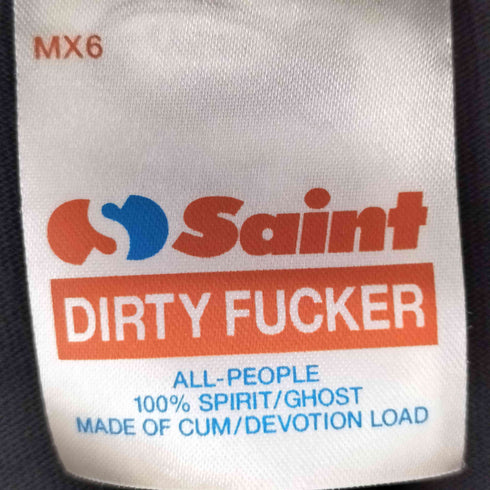 MX6
Saint
DIRTY FUCKER
ALL-PEOPLE
100% SPIRIT/GHOST
MADE OF CUM/DEVOTION LOAD